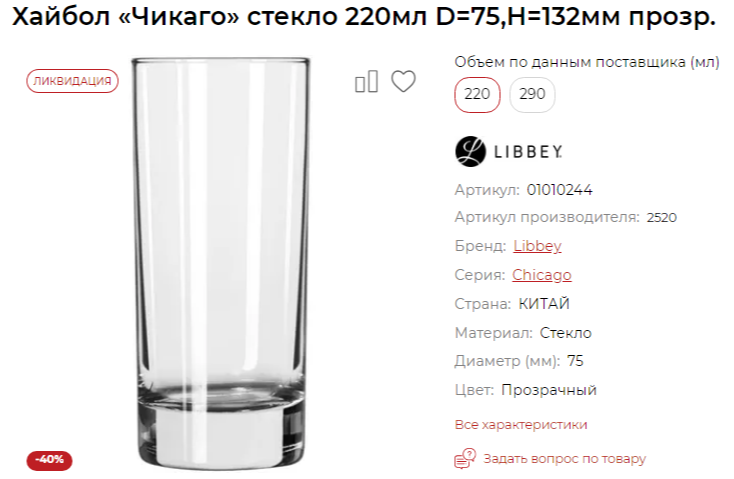 Хайбол «Чикаго» стекло 220мл D=75,H=132мм прозр.
ЛИКВИДАЦИЯ
Объем по данным поставщика (мл)
220 290
LIBBEY
Артикул: 01010244
Артикул производителя: 2520
Бренд: Libbey
Серия: Chicago
Страна: КИТАЙ
Материал: Стекло
Диаметр (мм): 75
Цвет: Прозрачный
Все характеристики
-40%
Задать вопрос по товару